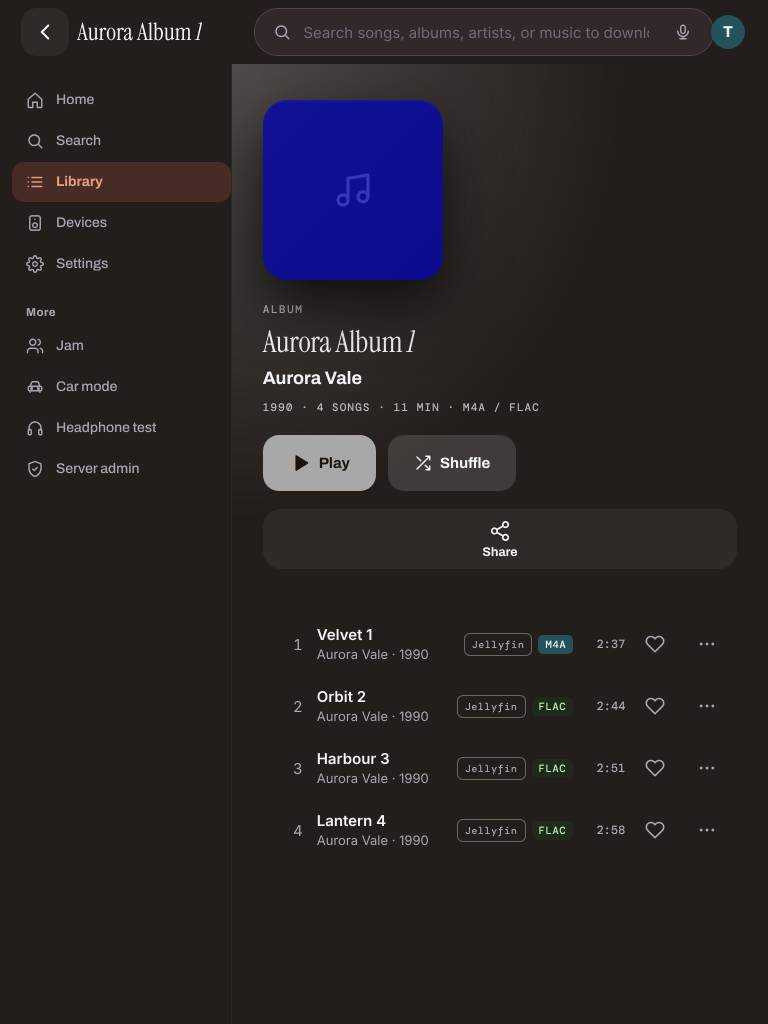 Aurora Album 1
Search songs, albums, artists, or music to downl
T
Home
Search
Library
Devices
Settings
More
Jam
Car mode
Headphone test
Server admin
ALBUM
Aurora Album 1
Aurora Vale
1990 · 4 SONGS · 11 MIN · M4A / FLAC
Play
Shuffle
Share
1 Velvet 1 Jellyfin M4A 2:37
Aurora Vale · 1990
2 Orbit 2 Jellyfin FLAC 2:44
Aurora Vale · 1990
3 Harbour 3 Jellyfin FLAC 2:51
Aurora Vale · 1990
4 Lantern 4 Jellyfin FLAC 2:58
Aurora Vale · 1990